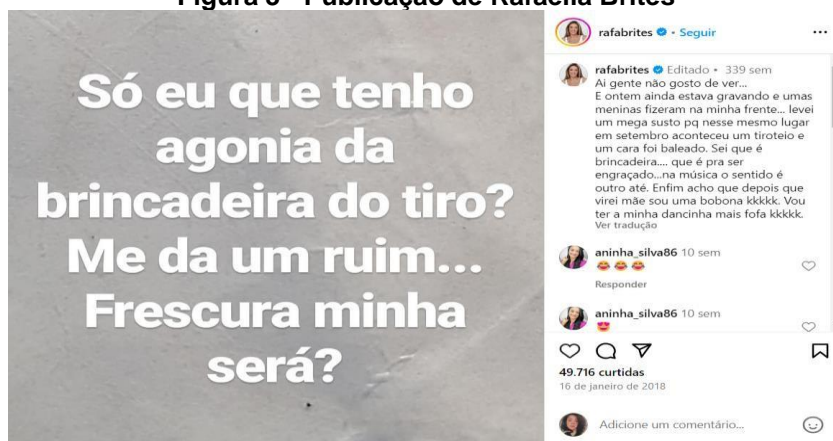 Figura 3 - Publicação de Rafaella Brites
Só eu que tenho
agonia da
brincadeira do tiro?
Me da um ruim...
Frescura minha
será?
rafabrites • Seguir
rafabrites Editado • 339 sem
Ai gente não gosto de ver...
E ontem ainda estava gravando e umas
meninas fizeram na minha frente... levei
um mega susto pq nesse mesmo lugar
em setembro aconteceu um tiroteio e
um cara foi baleado. Sei que é
brincadeira.... que é pra ser
engraçado...na música o sentido é
outro até. Enfim acho que depois que
virei mãe sou uma bobona kkkkk. Vou
ter a minha dancinha mais fofa kkkkk.
Ver tradução
aninha_silva86 10 sem
😂😂😂
Responder
aninha_silva86 10 sem
😍
49.716 curtidas
16 de janeiro de 2018
Adicione um comentário...